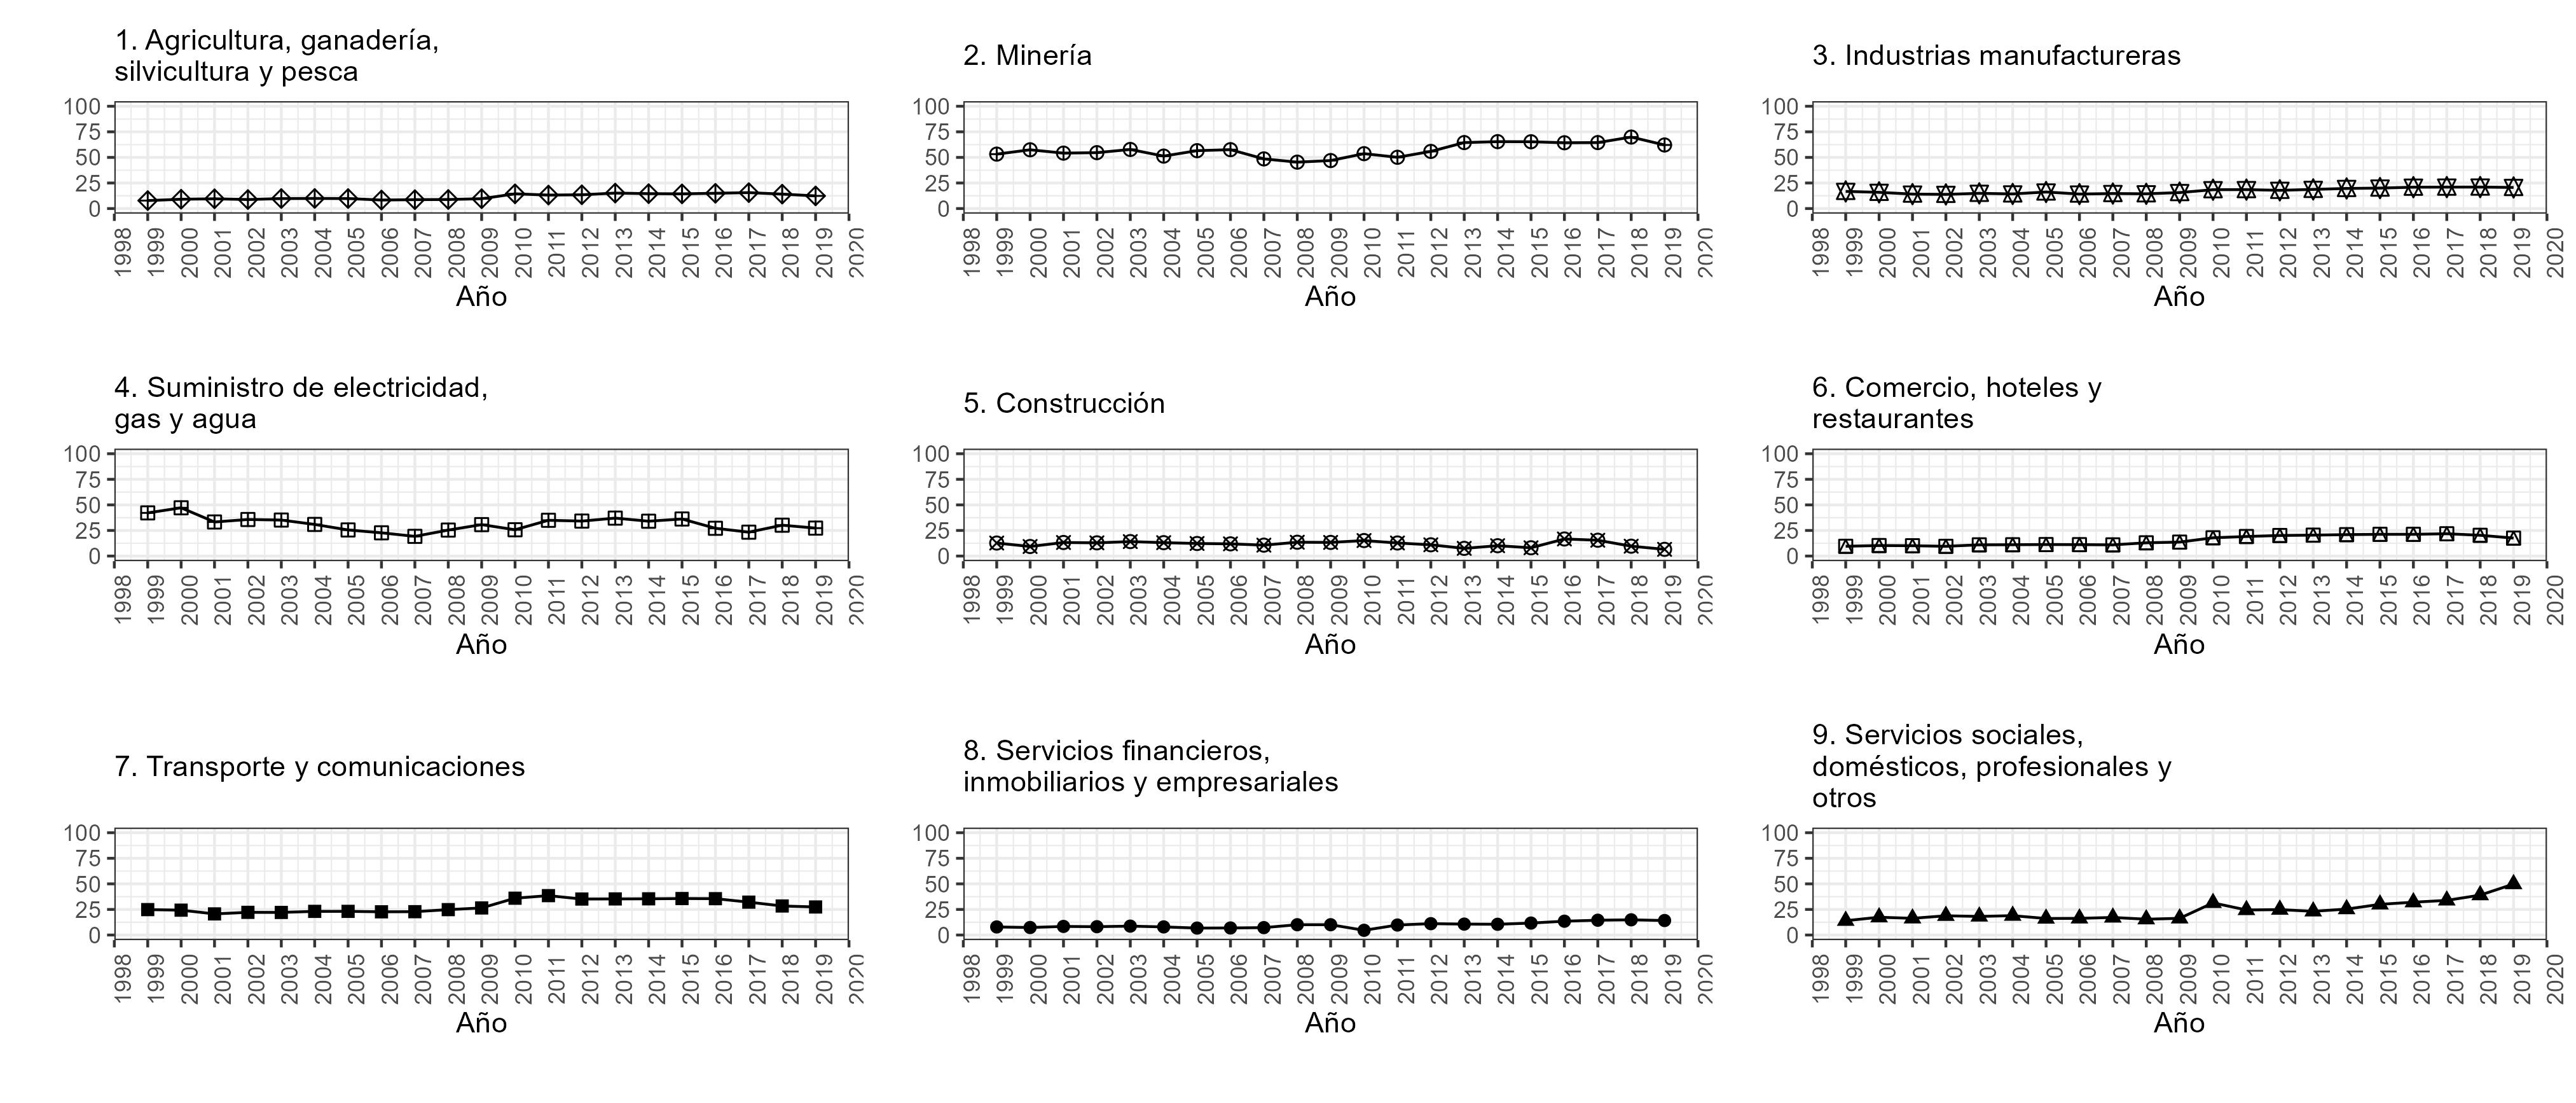 1. Agricultura, ganadería,
silvicultura y pesca
100
75
50
25
0
1998 1999 2000 2001 2002 2003 2004 2005 2006 2007 2008 2009 2010 2011 2012 2013 2014 2015 2016 2017 2018 2019 2020
Año
2. Minería
100
75
50
25
0
1998 1999 2000 2001 2002 2003 2004 2005 2006 2007 2008 2009 2010 2011 2012 2013 2014 2015 2016 2017 2018 2019 2020
Año
3. Industrias manufactureras
100
75
50
25
0
1998 1999 2000 2001 2002 2003 2004 2005 2006 2007 2008 2009 2010 2011 2012 2013 2014 2015 2016 2017 2018 2019 2020
Año
4. Suministro de electricidad,
gas y agua
100
75
50
25
0
1998 1999 2000 2001 2002 2003 2004 2005 2006 2007 2008 2009 2010 2011 2012 2013 2014 2015 2016 2017 2018 2019 2020
Año
5. Construcción
100
75
50
25
0
1998 1999 2000 2001 2002 2003 2004 2005 2006 2007 2008 2009 2010 2011 2012 2013 2014 2015 2016 2017 2018 2019 2020
Año
6. Comercio, hoteles y
restaurantes
100
75
50
25
0
1998 1999 2000 2001 2002 2003 2004 2005 2006 2007 2008 2009 2010 2011 2012 2013 2014 2015 2016 2017 2018 2019 2020
Año
7. Transporte y comunicaciones
100
75
50
25
0
1998 1999 2000 2001 2002 2003 2004 2005 2006 2007 2008 2009 2010 2011 2012 2013 2014 2015 2016 2017 2018 2019 2020
Año
8. Servicios financieros,
inmobiliarios y empresariales
100
75
50
25
0
1998 1999 2000 2001 2002 2003 2004 2005 2006 2007 2008 2009 2010 2011 2012 2013 2014 2015 2016 2017 2018 2019 2020
Año
9. Servicios sociales,
domésticos, profesionales y
otros
100
75
50
25
0
1998 1999 2000 2001 2002 2003 2004 2005 2006 2007 2008 2009 2010 2011 2012 2013 2014 2015 2016 2017 2018 2019 2020
Año